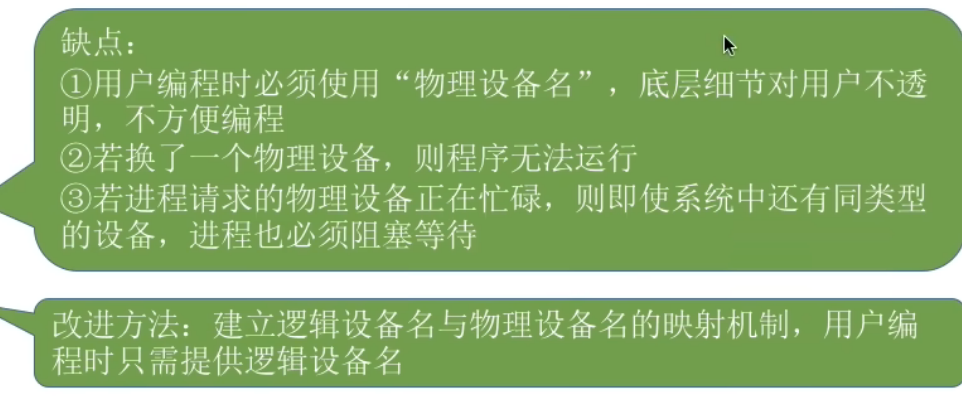 缺点：
①用户编程时必须使用“物理设备名”，底层细节对用户不透
明，不方便编程
②若换了一个物理设备，则程序无法运行
③若进程请求的物理设备正在忙碌，则即使系统中还有同类型
的设备，进程也必须阻塞等待
改进方法：建立逻辑设备名与物理设备名的映射机制，用户编
程时只需提供逻辑设备名